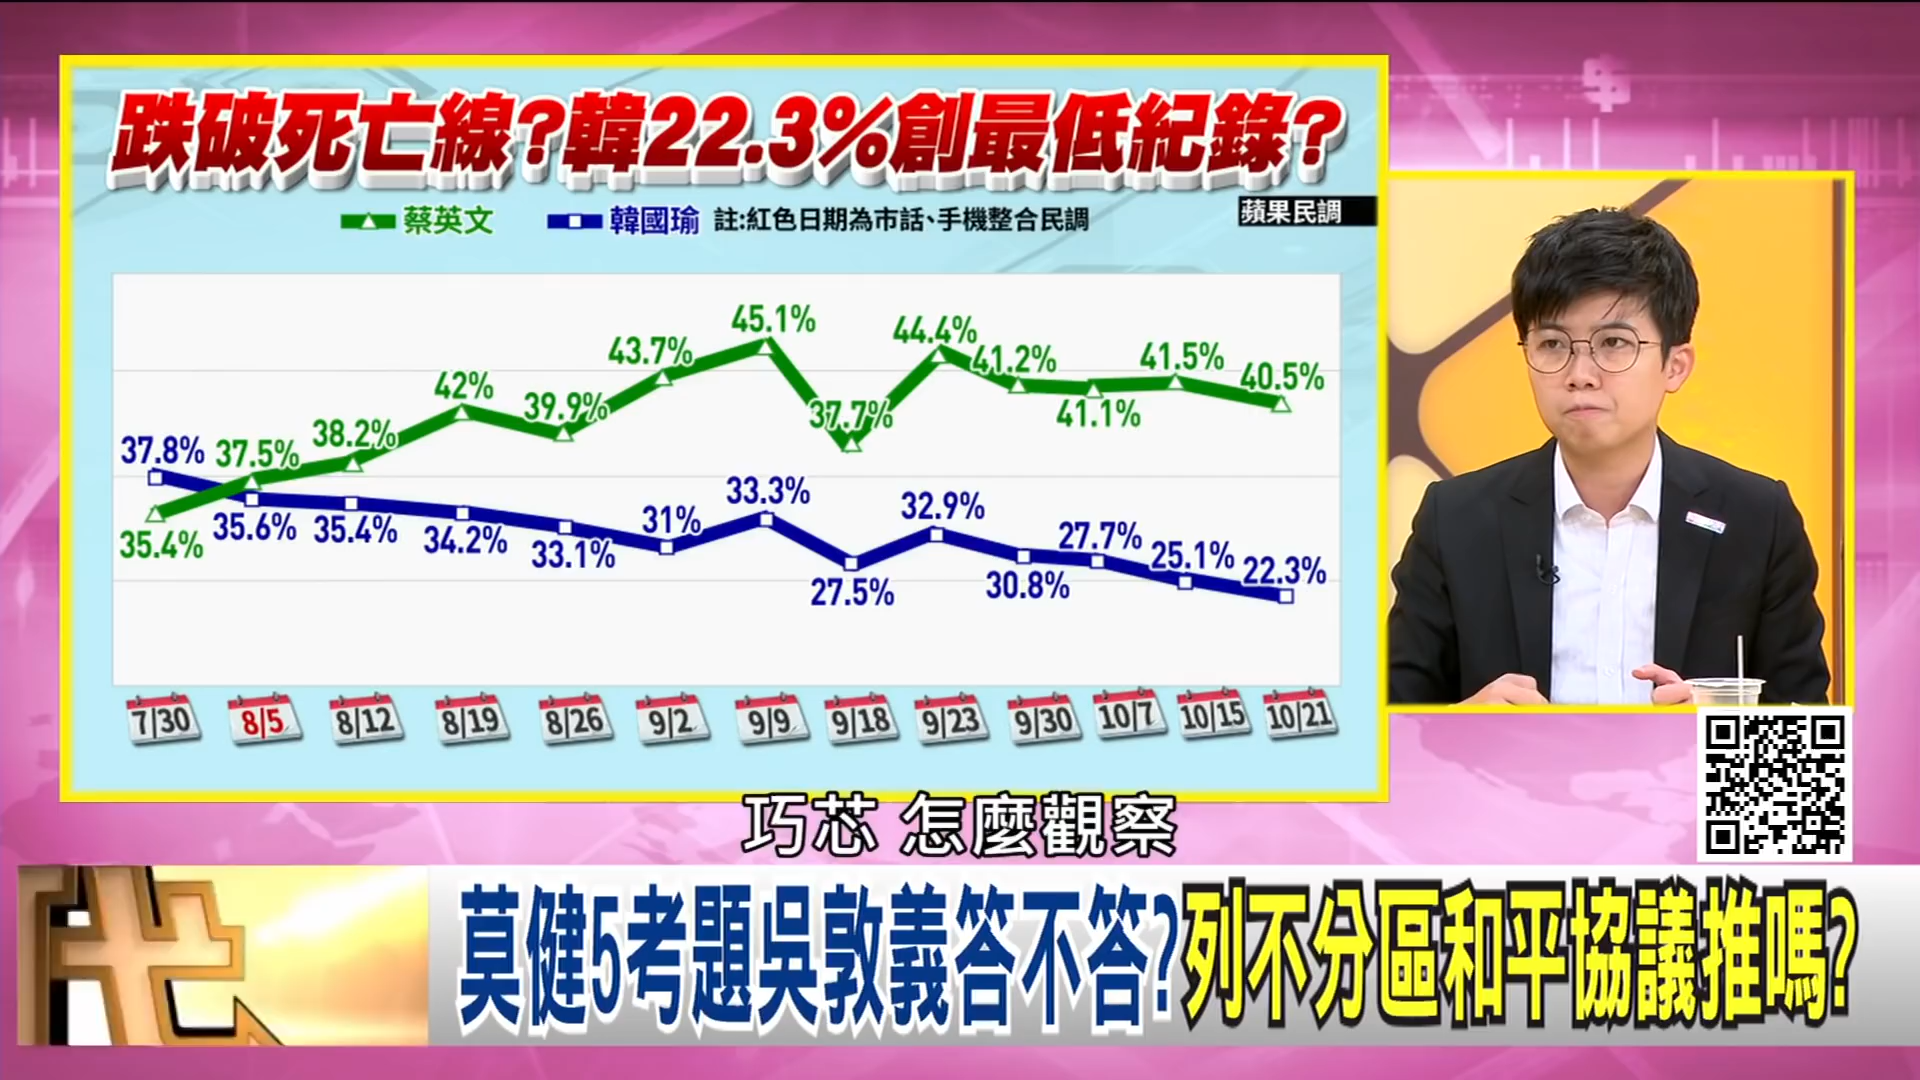 跌破死亡線?韓22.3%創最低紀錄?
蔡英文 韓國瑜 註:紅色日期為市話、手機整合民調 蘋果民調
45.1%
44.4%
43.7% 41.2% 41.5%
42% 40.5%
39.9% 37.7% 41.1%
38.2%
37.8% 37.5%
33.3% 32.9%
35.4% 35.6% 35.4% 34.2% 33.1% 31% 27.7% 25.1% 22.3%
27.5% 30.8%
7/30 8/5 8/12 8/19 8/26 9/2 9/9 9/18 9/23 9/30 10/7 10/15 10/21
巧芯 怎麼觀察
莫健5考題吳敦義答不答?列不分區和平協議推嗎?